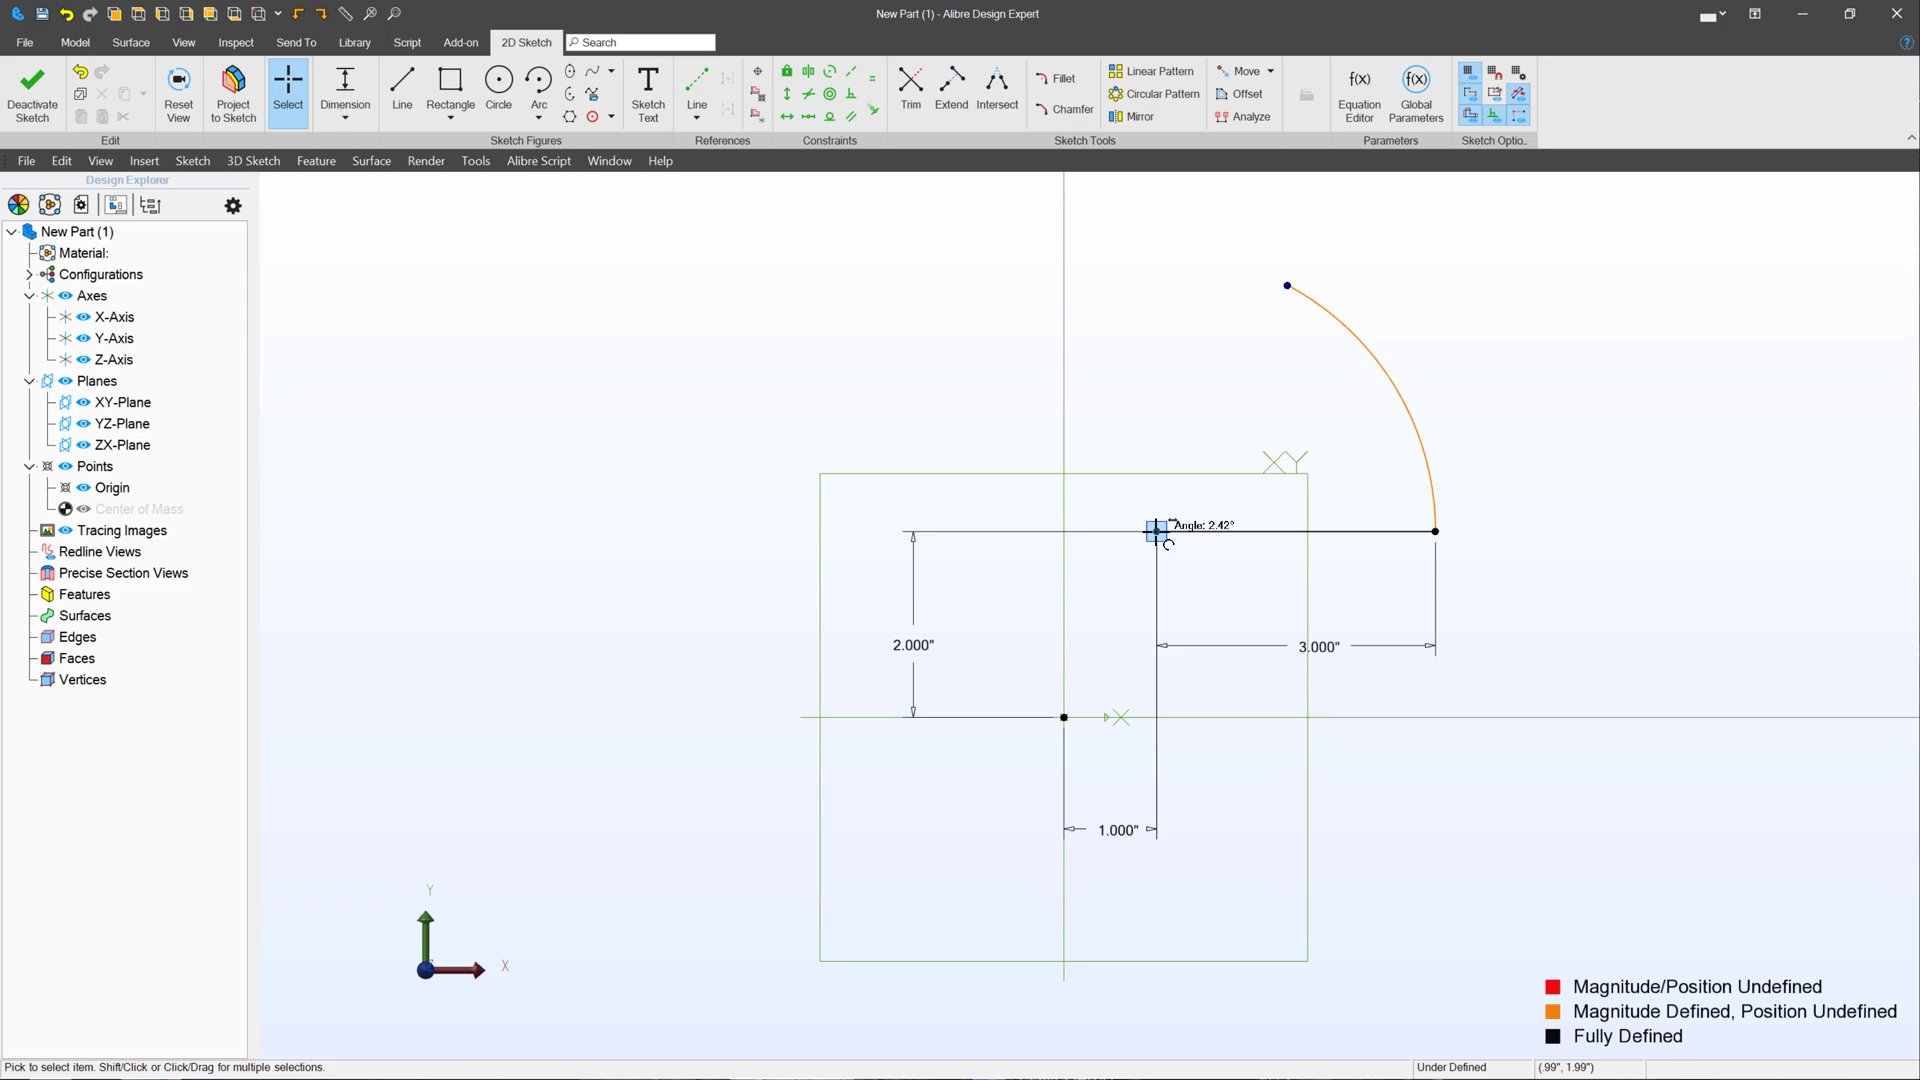 New Part (1) - Alibre Design Expert
File Model Surface View Inspect Send To Library Script Add-on 2D Sketch Search
Deactivate Sketch
Reset View
Project to Sketch
Select
Dimension
Line
Rectangle
Circle
Arc
Sketch Text
Line
Trim
Extend
Intersect
Fillet
Chamfer
Linear Pattern
Circular Pattern
Mirror
Move
Offset
Analyze
f(x)
Equation Editor
f(x)
Global Parameters
Edit
Sketch Figures
References
Constraints
Sketch Tools
Parameters
Sketch Optio..
File Edit View Insert Sketch 3D Sketch Feature Surface Render Tools Alibre Script Window Help
Design Explorer
New Part (1)
Material:
Configurations
Axes
X-Axis
Y-Axis
Z-Axis
Planes
XY-Plane
YZ-Plane
ZX-Plane
Points
Origin
Center of Mass
Tracing Images
Redline Views
Precise Section Views
Features
Surfaces
Edges
Faces
Vertices
XY
Angle: 2.42°
2.000"
3.000"
X
1.000"
Y
X
Magnitude/Position Undefined
Magnitude Defined, Position Undefined
Fully Defined
Pick to select item. Shift/Click or Click/Drag for multiple selections.
Under Defined
(.99", 1.99")